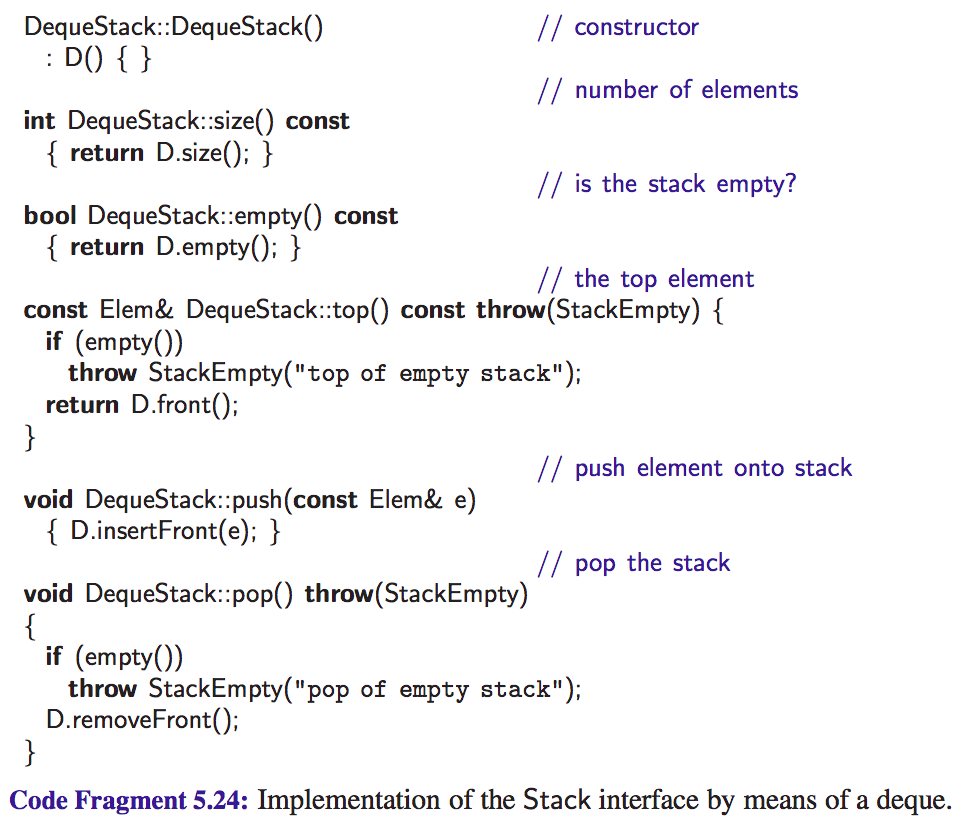 DequeStack::DequeStack() // constructor
: D() { }
// number of elements
int DequeStack::size() const
{ return D.size(); }
// is the stack empty?
bool DequeStack::empty() const
{ return D.empty(); }
// the top element
const Elem& DequeStack::top() const throw(StackEmpty) {
if (empty())
throw StackEmpty("top of empty stack");
return D.front();
}
// push element onto stack
void DequeStack::push(const Elem& e)
{ D.insertFront(e); }
// pop the stack
void DequeStack::pop() throw(StackEmpty)
{
if (empty())
throw StackEmpty("pop of empty stack");
D.removeFront();
}
Code Fragment 5.24: Implementation of the Stack interface by means of a deque.